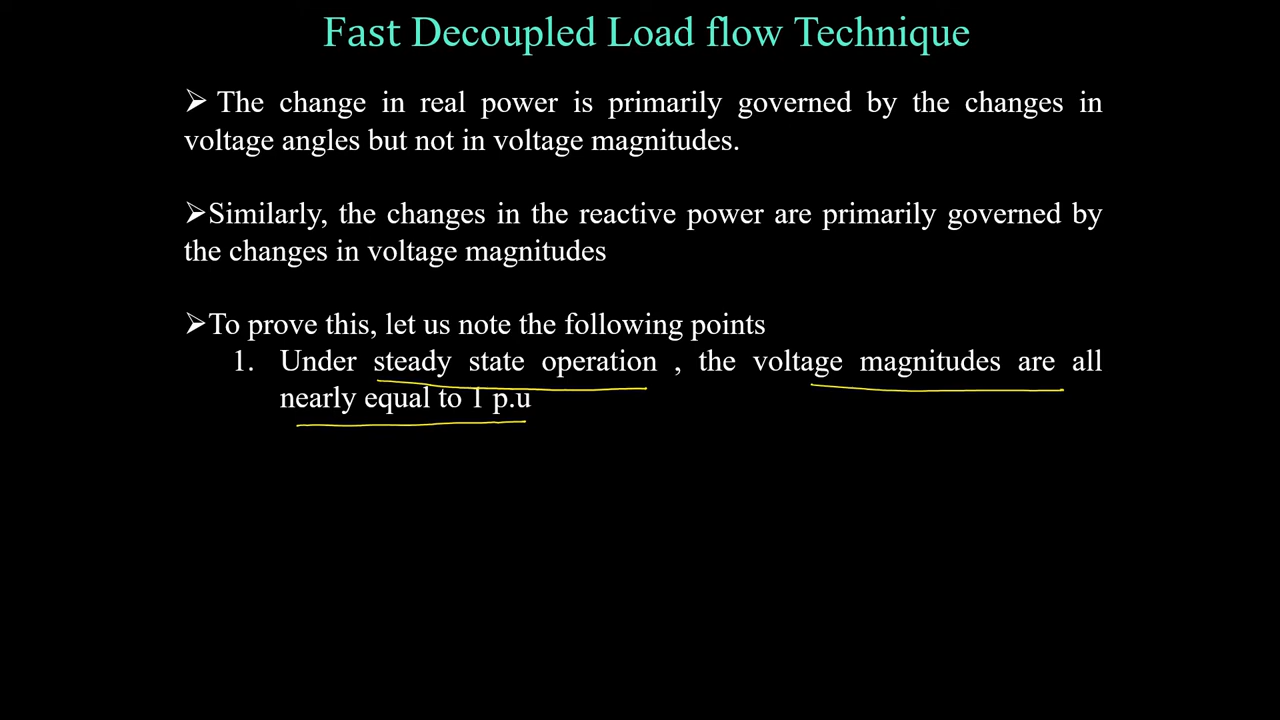 Fast Decoupled Load flow Technique
➢ The change in real power is primarily governed by the changes in
voltage angles but not in voltage magnitudes.
➢Similarly, the changes in the reactive power are primarily governed by
the changes in voltage magnitudes
➢To prove this, let us note the following points
1. Under steady state operation , the voltage magnitudes are all
nearly equal to 1 p.u